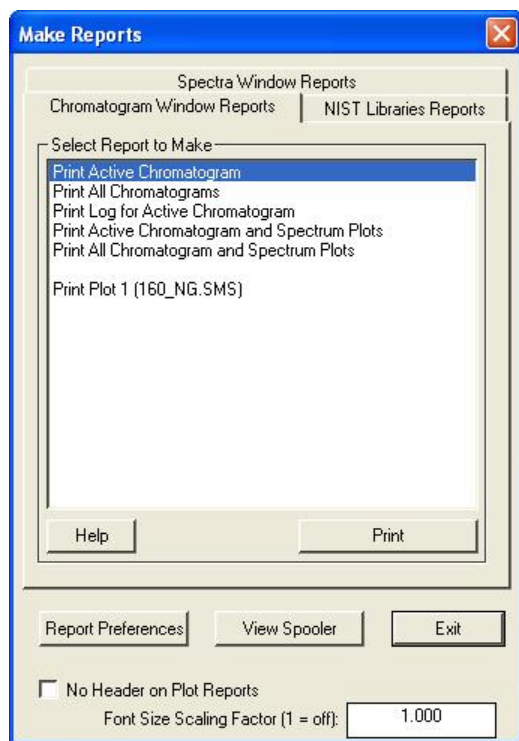 Make Reports
Spectra Window Reports
Chromatogram Window Reports
NIST Libraries Reports
Select Report to Make
Print Active Chromatogram
Print All Chromatograms
Print Log for Active Chromatogram
Print Active Chromatogram and Spectrum Plots
Print All Chromatogram and Spectrum Plots
Print Plot 1 (160_NG.SMS)
Help
Print
Report Preferences
View Spooler
Exit
No Header on Plot Reports
Font Size Scaling Factor (1 = off):
1.000